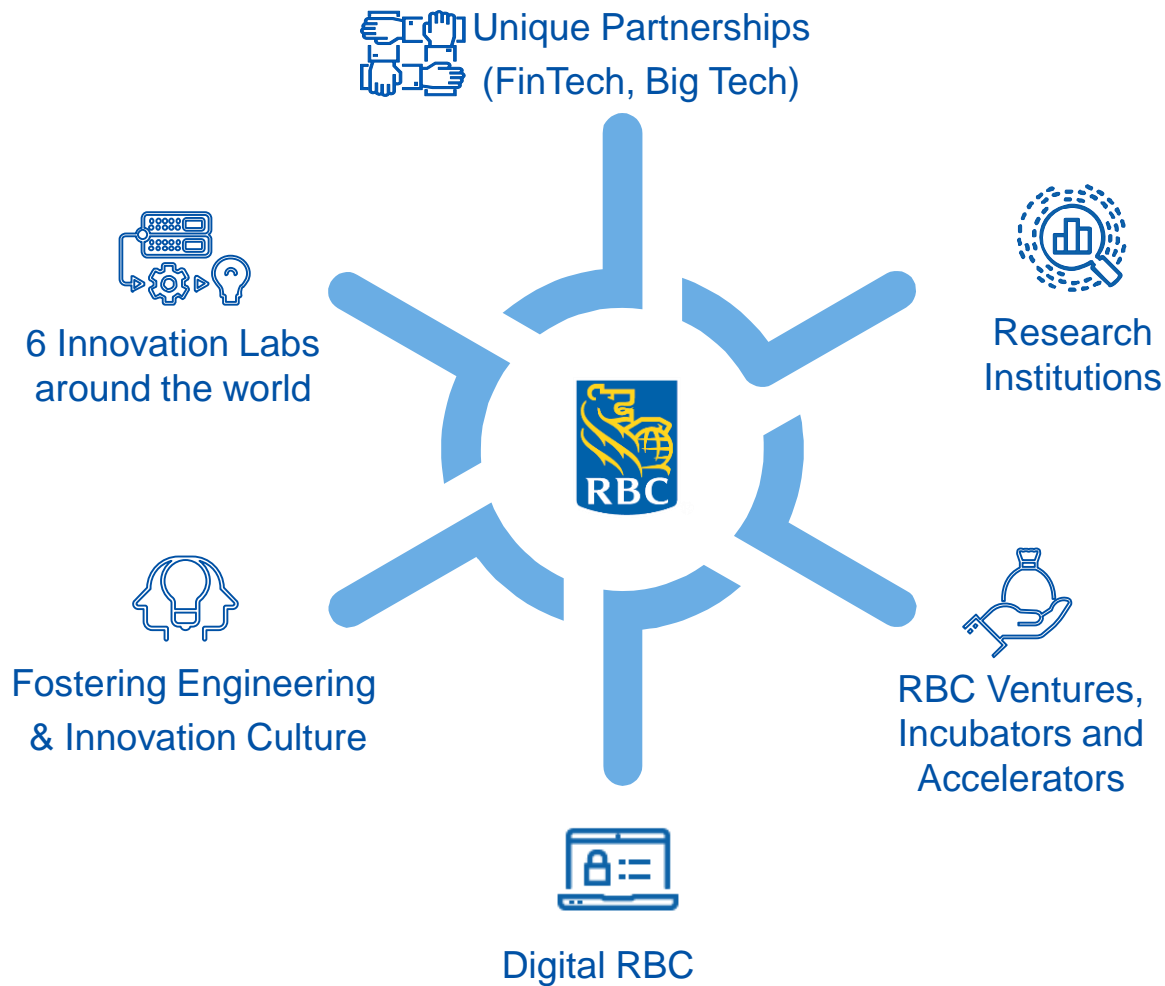 Unique Partnerships
(FinTech, Big Tech)
6 Innovation Labs
around the world
Research
Institutions
RBC
Fostering Engineering
& Innovation Culture
RBC Ventures,
Incubators and
Accelerators
Digital RBC